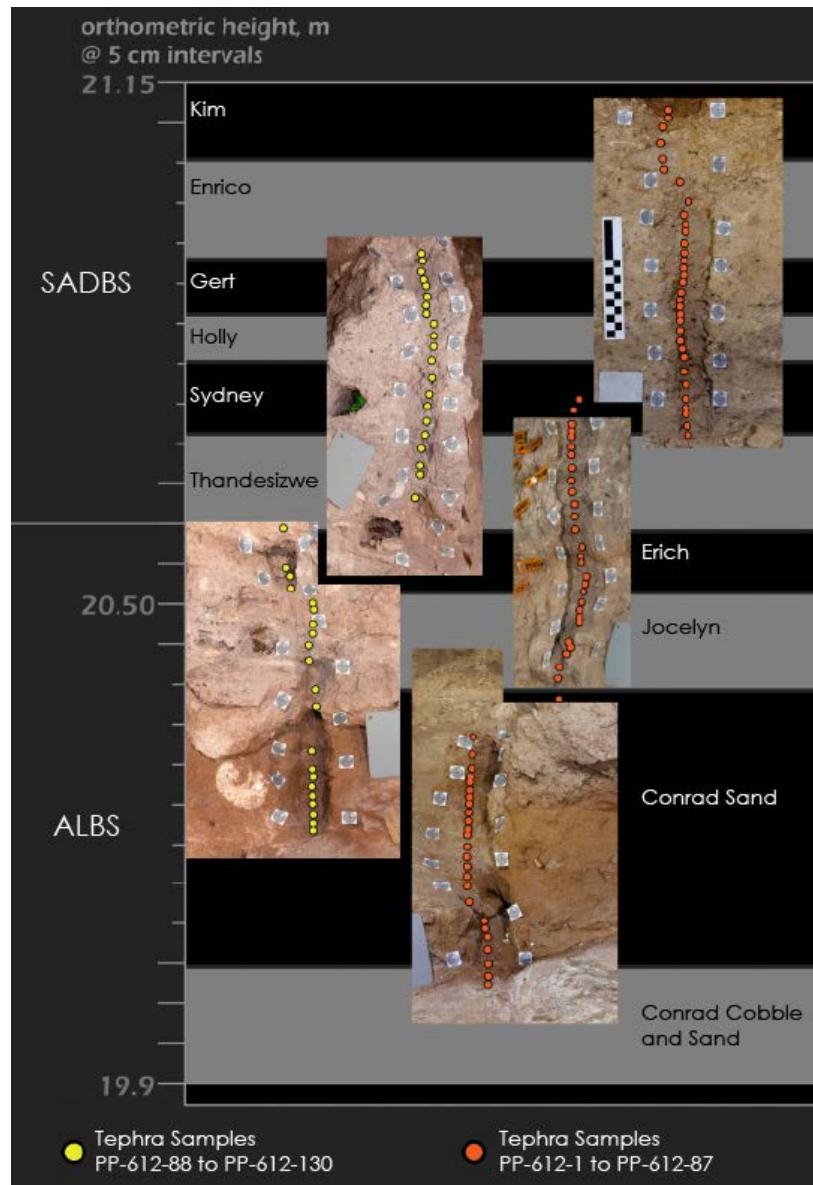 orthometric height, m
@ 5 cm intervals
21.15
Kim
Enrico
SADBS
Gert
Holly
Sydney
Thandesizwe
Erich
20.50
Jocelyn
Conrad Sand
ALBS
Conrad Cobble
and Sand
19.9
Tephra Samples
PP-612-88 to PP-612-130
Tephra Samples
PP-612-1 to PP-612-87